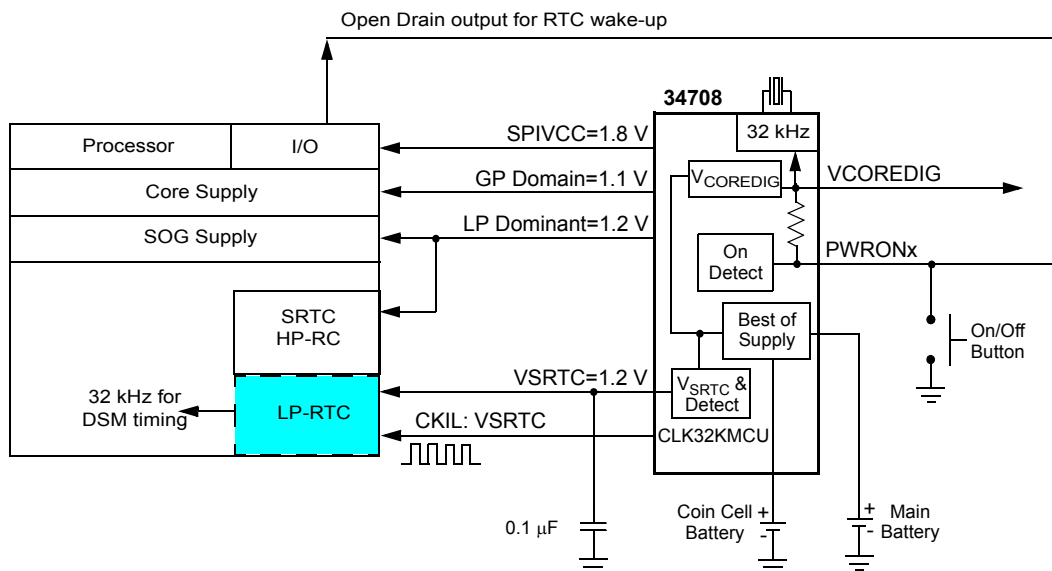 Open Drain output for RTC wake-up
34708
32 kHz
Processor
I/O
SPIVCC=1.8 V
Core Supply
GP Domain=1.1 V
VCOREDIG
VCOREDIG
SOG Supply
LP Dominant=1.2 V
On
Detect
PWRONx
SRTC
HP-RC
Best of
Supply
On/Off
Button
VSRTC=1.2 V
VSRTC &
Detect
32 kHz for
DSM timing
LP-RTC
CKIL: VSRTC
CLK32KMCU
0.1 μF
Coin Cell
Battery
+
-
+
-
Main
Battery